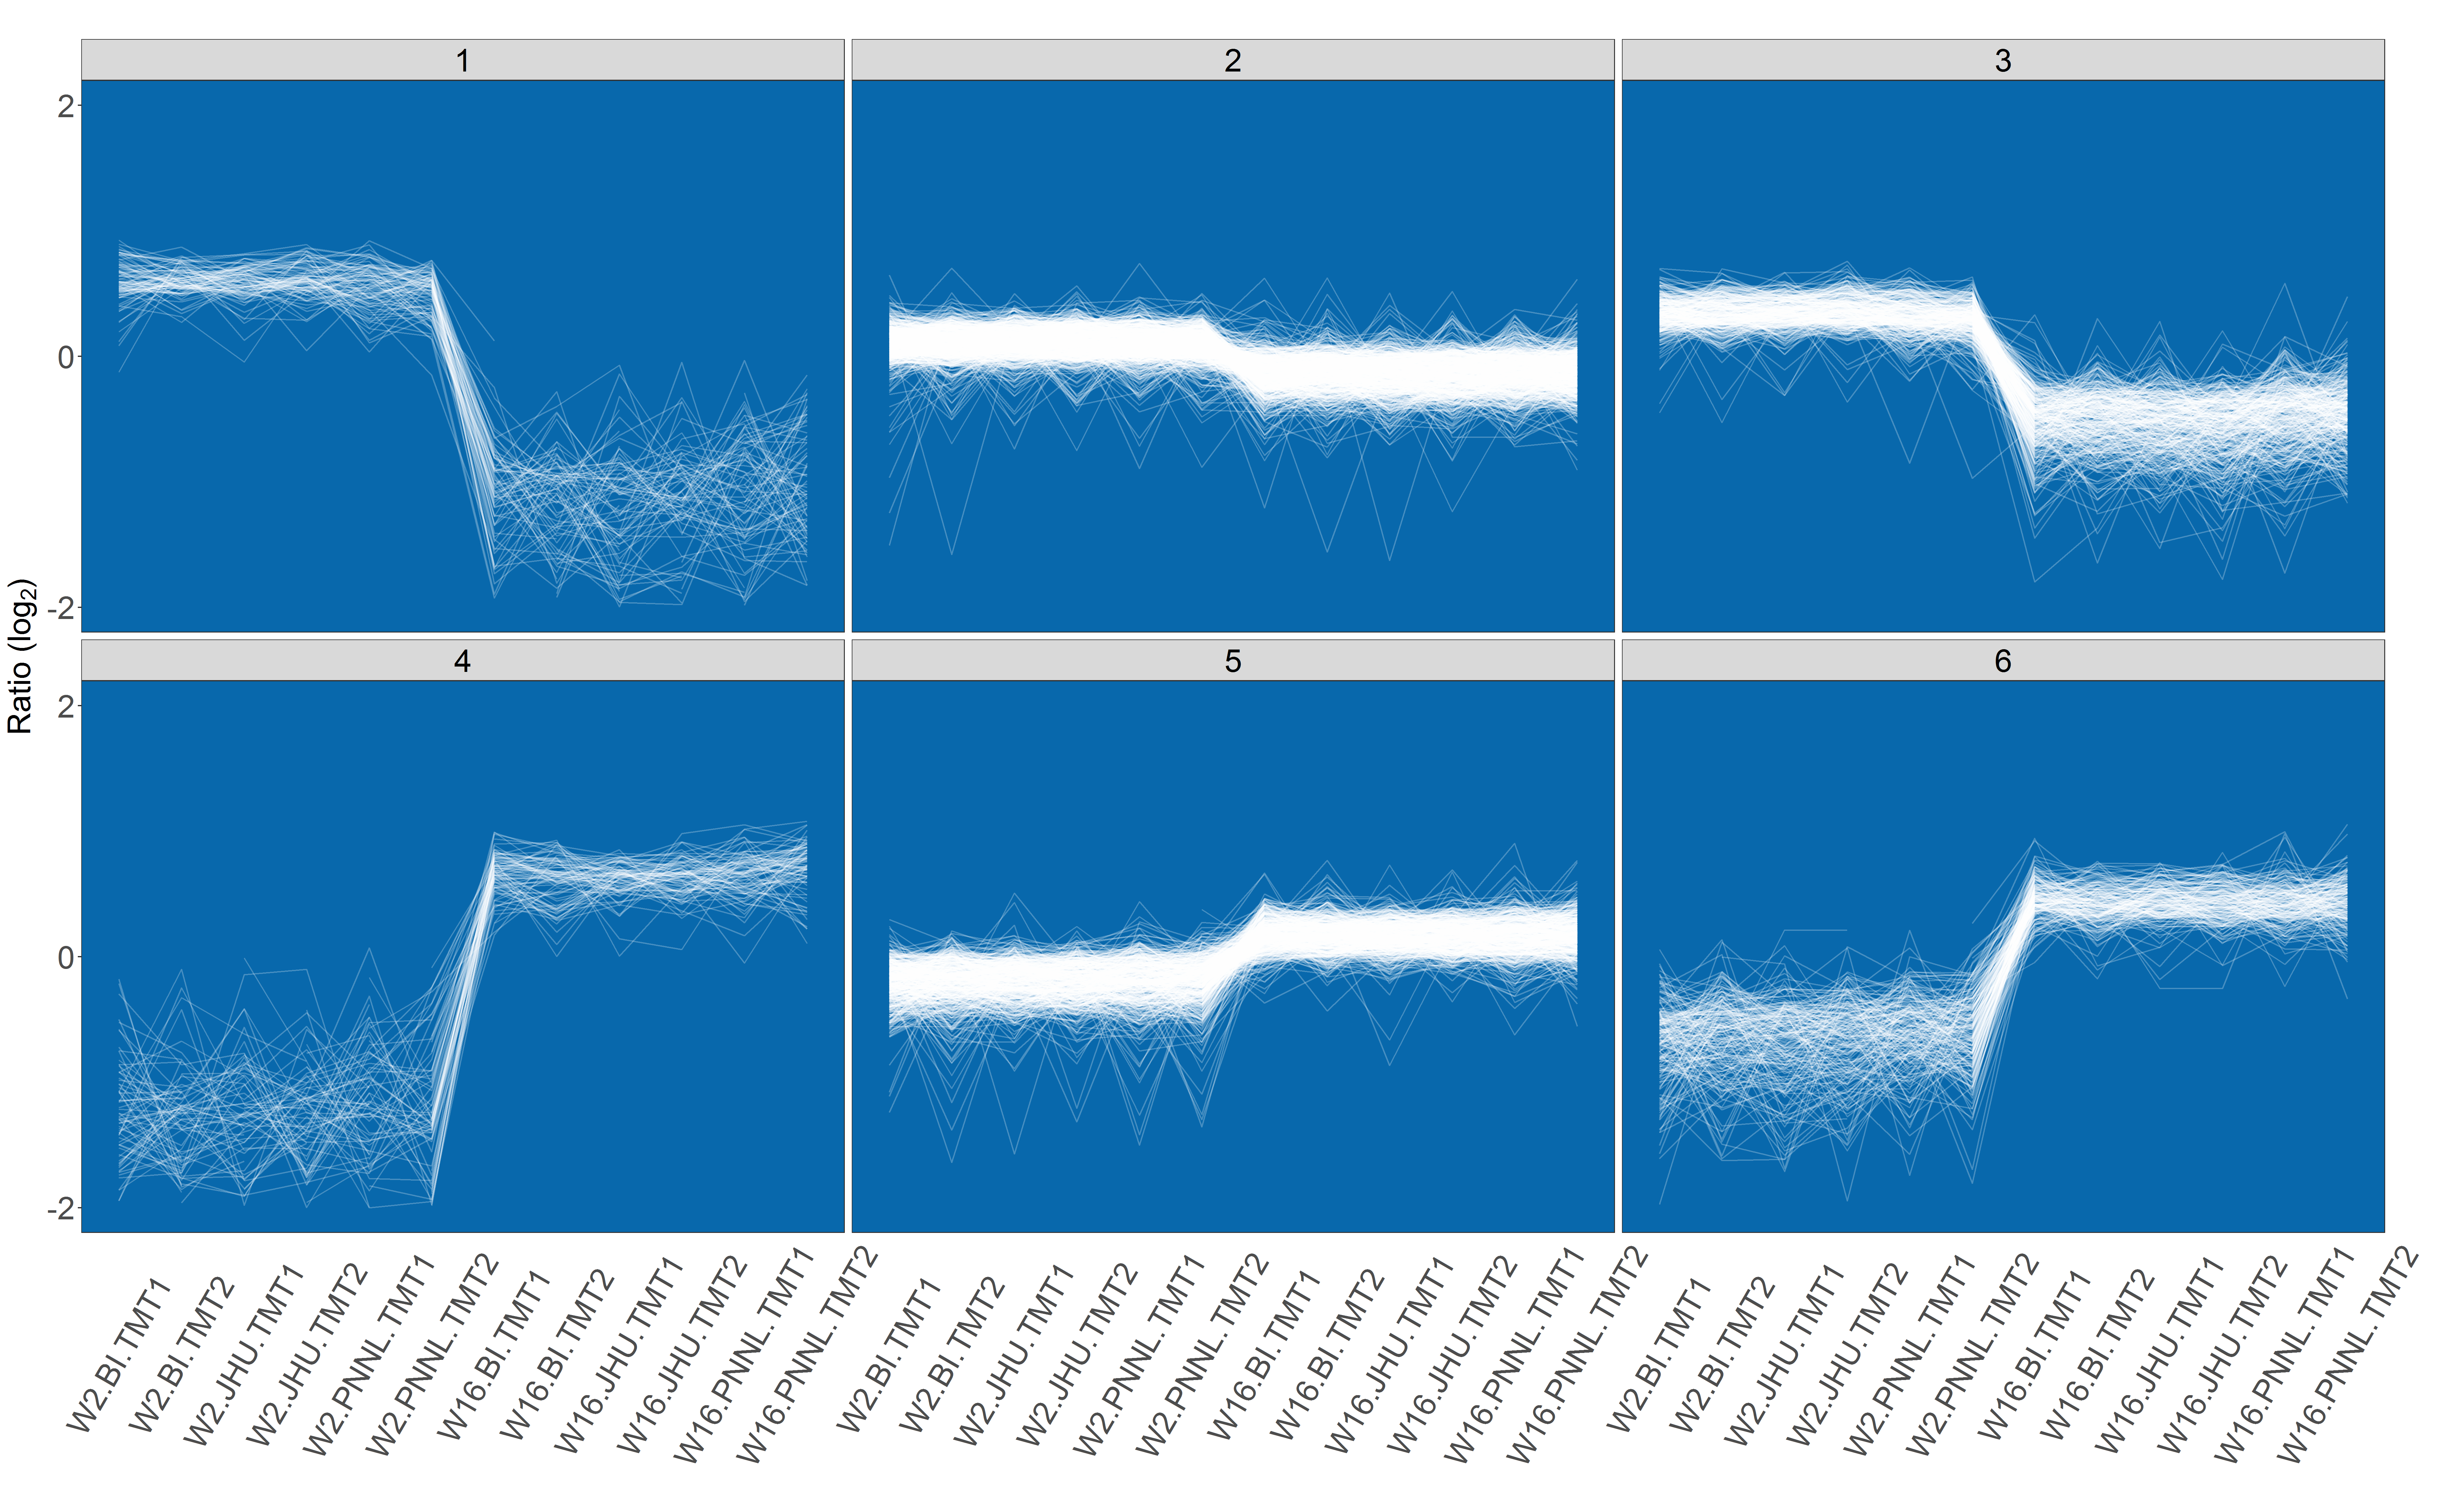 1
2
3
2
0
-2
Ratio (log2)
4
5
6
2
0
-2
W2.BI.TMT1
W2.BI.TMT2
W2.JHU.TMT1
W2.JHU.TMT2
W2.PNNL.TMT1
W2.PNNL.TMT2
W16.BI.TMT1
W16.BI.TMT2
W16.JHU.TMT1
W16.JHU.TMT2
W16.PNNL.TMT1
W16.PNNL.TMT2
W2.BI.TMT1
W2.BI.TMT2
W2.JHU.TMT1
W2.JHU.TMT2
W2.PNNL.TMT1
W2.PNNL.TMT2
W16.BI.TMT1
W16.BI.TMT2
W16.JHU.TMT1
W16.JHU.TMT2
W16.PNNL.TMT1
W16.PNNL.TMT2
W2.BI.TMT1
W2.BI.TMT2
W2.JHU.TMT1
W2.JHU.TMT2
W2.PNNL.TMT1
W2.PNNL.TMT2
W16.BI.TMT1
W16.BI.TMT2
W16.JHU.TMT1
W16.JHU.TMT2
W16.PNNL.TMT1
W16.PNNL.TMT2